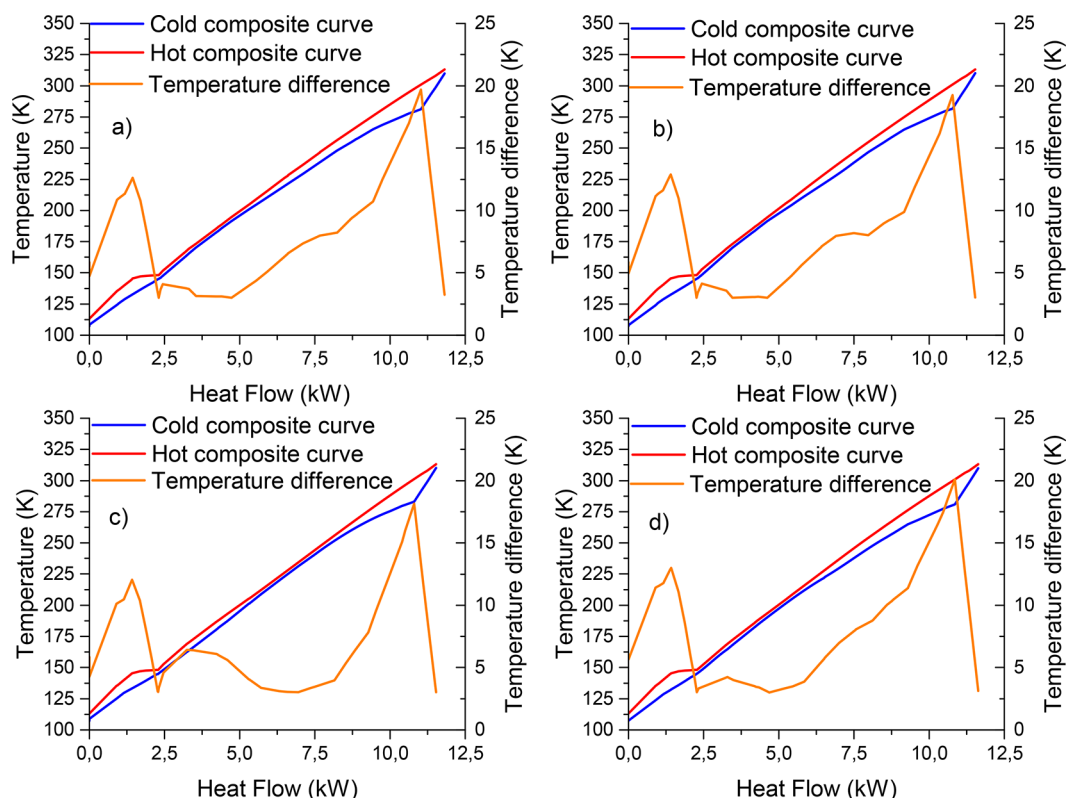 350
325
300
275
250
225
200
175
150
125
100
Temperature (K)
Cold composite curve
Hot composite curve
Temperature difference
a)
25
20
15
10
5
0
Temperature difference (K)
0,0 2,5 5,0 7,5 10,0 12,5
Heat Flow (kW)
350
325
300
275
250
225
200
175
150
125
100
Temperature (K)
Cold composite curve
Hot composite curve
Temperature difference
b)
25
20
15
10
5
0
Temperature difference (K)
0,0 2,5 5,0 7,5 10,0 12,5
Heat Flow (kW)
350
325
300
275
250
225
200
175
150
125
100
Temperature (K)
Cold composite curve
Hot composite curve
Temperature difference
c)
25
20
15
10
5
0
Temperature difference (K)
0,0 2,5 5,0 7,5 10,0 12,5
Heat Flow (kW)
350
325
300
275
250
225
200
175
150
125
100
Temperature (K)
Cold composite curve
Hot composite curve
Temperature difference
d)
25
20
15
10
5
0
Temperature difference (K)
0,0 2,5 5,0 7,5 10,0 12,5
Heat Flow (kW)